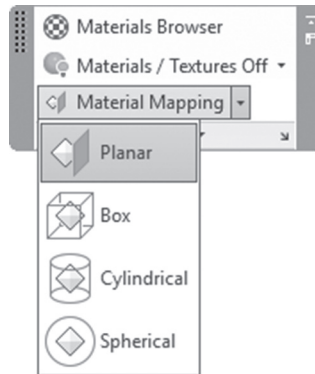 Materials Browser
Materials / Textures Off
Material Mapping
Planar
Box
Cylindrical
Spherical